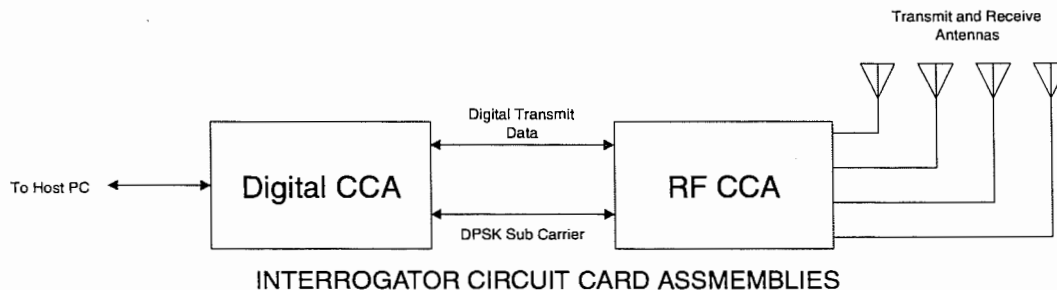 Transmit and Receive
Antennas
Digital Transmit
Data
To Host PC
Digital CCA
RF CCA
DPSK Sub Carrier
INTERROGATOR CIRCUIT CARD ASSMEMBLIES